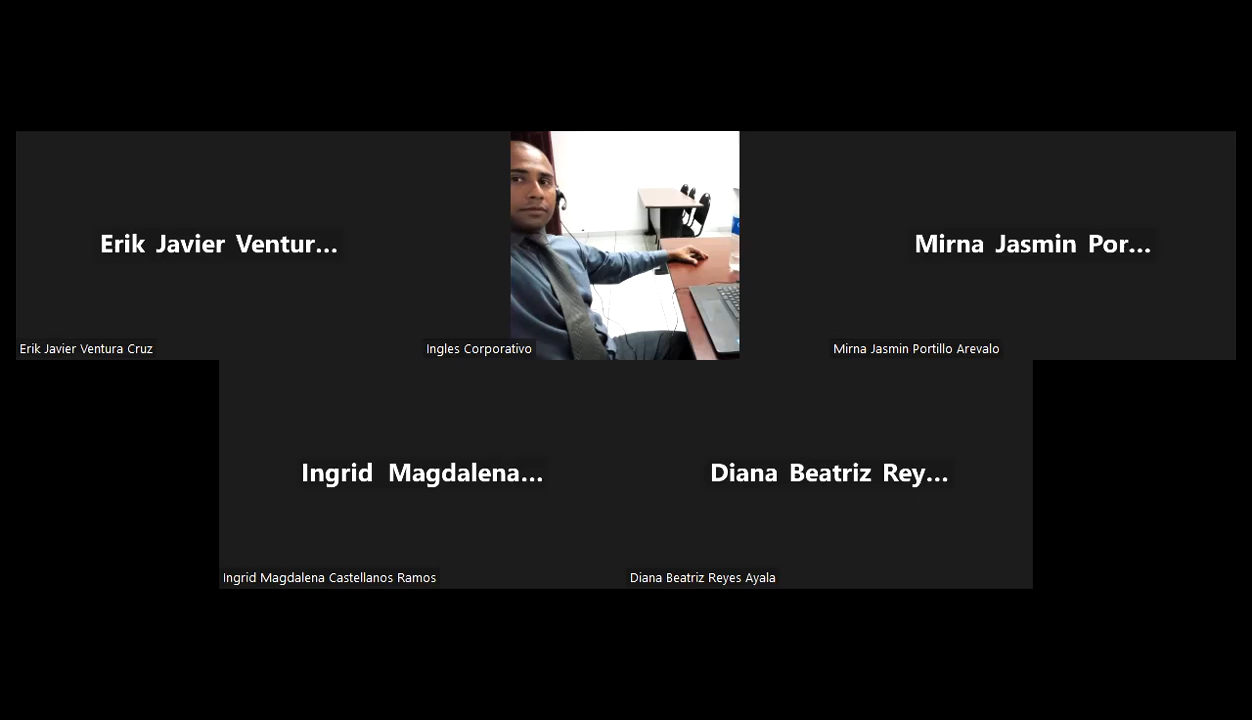 Erik Javier Ventur...
Erik Javier Ventura Cruz
Ingles Corporativo
Mirna Jasmin Por...
Mirna Jasmin Portillo Arevalo
Ingrid Magdalena...
Ingrid Magdalena Castellanos Ramos
Diana Beatriz Rey...
Diana Beatriz Reyes Ayala